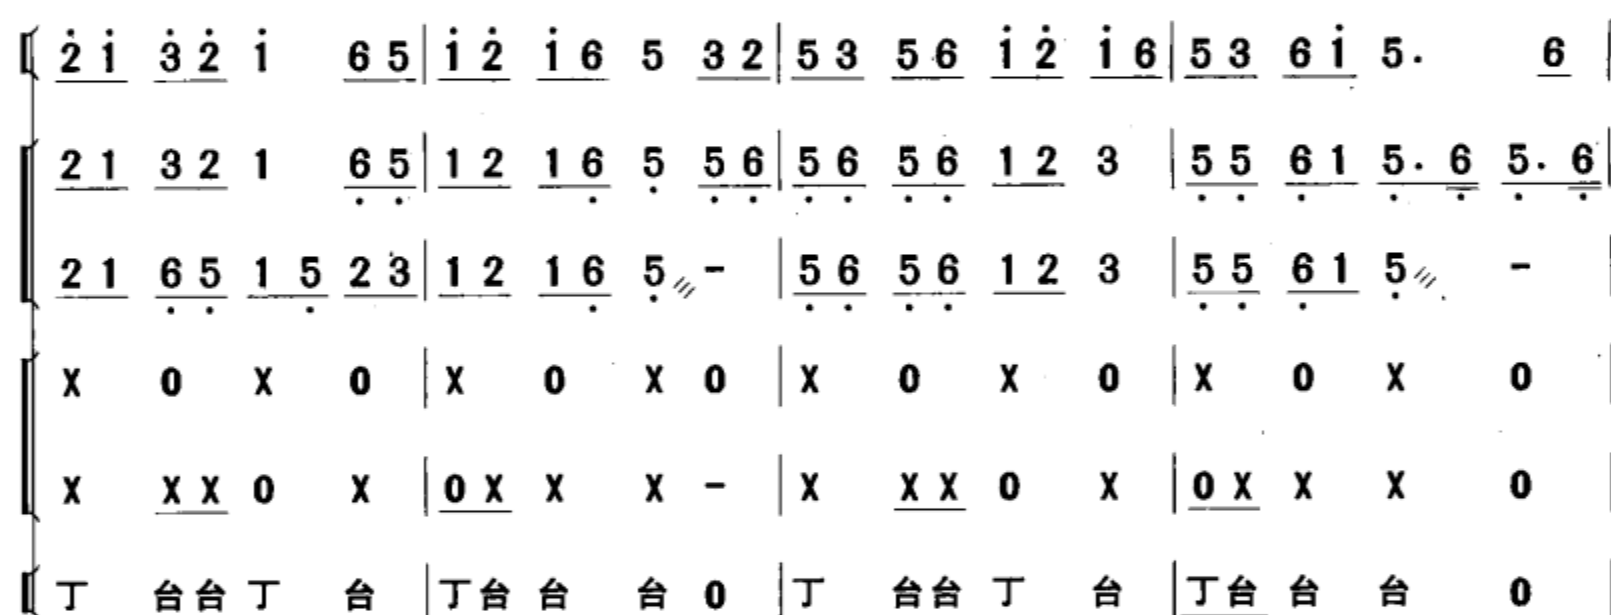 2̇ 1̇ 3̇ 2̇ 1̇ 6 5 | 1̇ 2̇ 1̇ 6 5 3 2 | 5 3 5 6 1̇ 2̇ 1̇ 6 | 5 3 6 1̇ 5. 6 |
2 1 3 2 1 6̣ 5̣ | 1 2 1 6̣ 5̣ 5̣ 6̣ | 5̣ 6̣ 5̣ 6̣ 1 2 3 | 5̣ 5̣ 6̣ 1 5̣. 6̣ 5̣. 6̣ |
2 1 6̣ 5̣ 1 5̣ 2 3 | 1 2 1 6̣ 5̣ - | 5̣ 6̣ 5̣ 6̣ 1 2 3 | 5̣ 5̣ 6̣ 1 5̣ - |
X 0 X 0 | X 0 X 0 | X 0 X 0 | X 0 X 0 |
X X X 0 X | 0 X X X - | X X X 0 X | 0 X X X 0 |
丁 台台 丁 台 | 丁台 台 台 0 | 丁 台台 丁 台 | 丁台 台 台 0 |